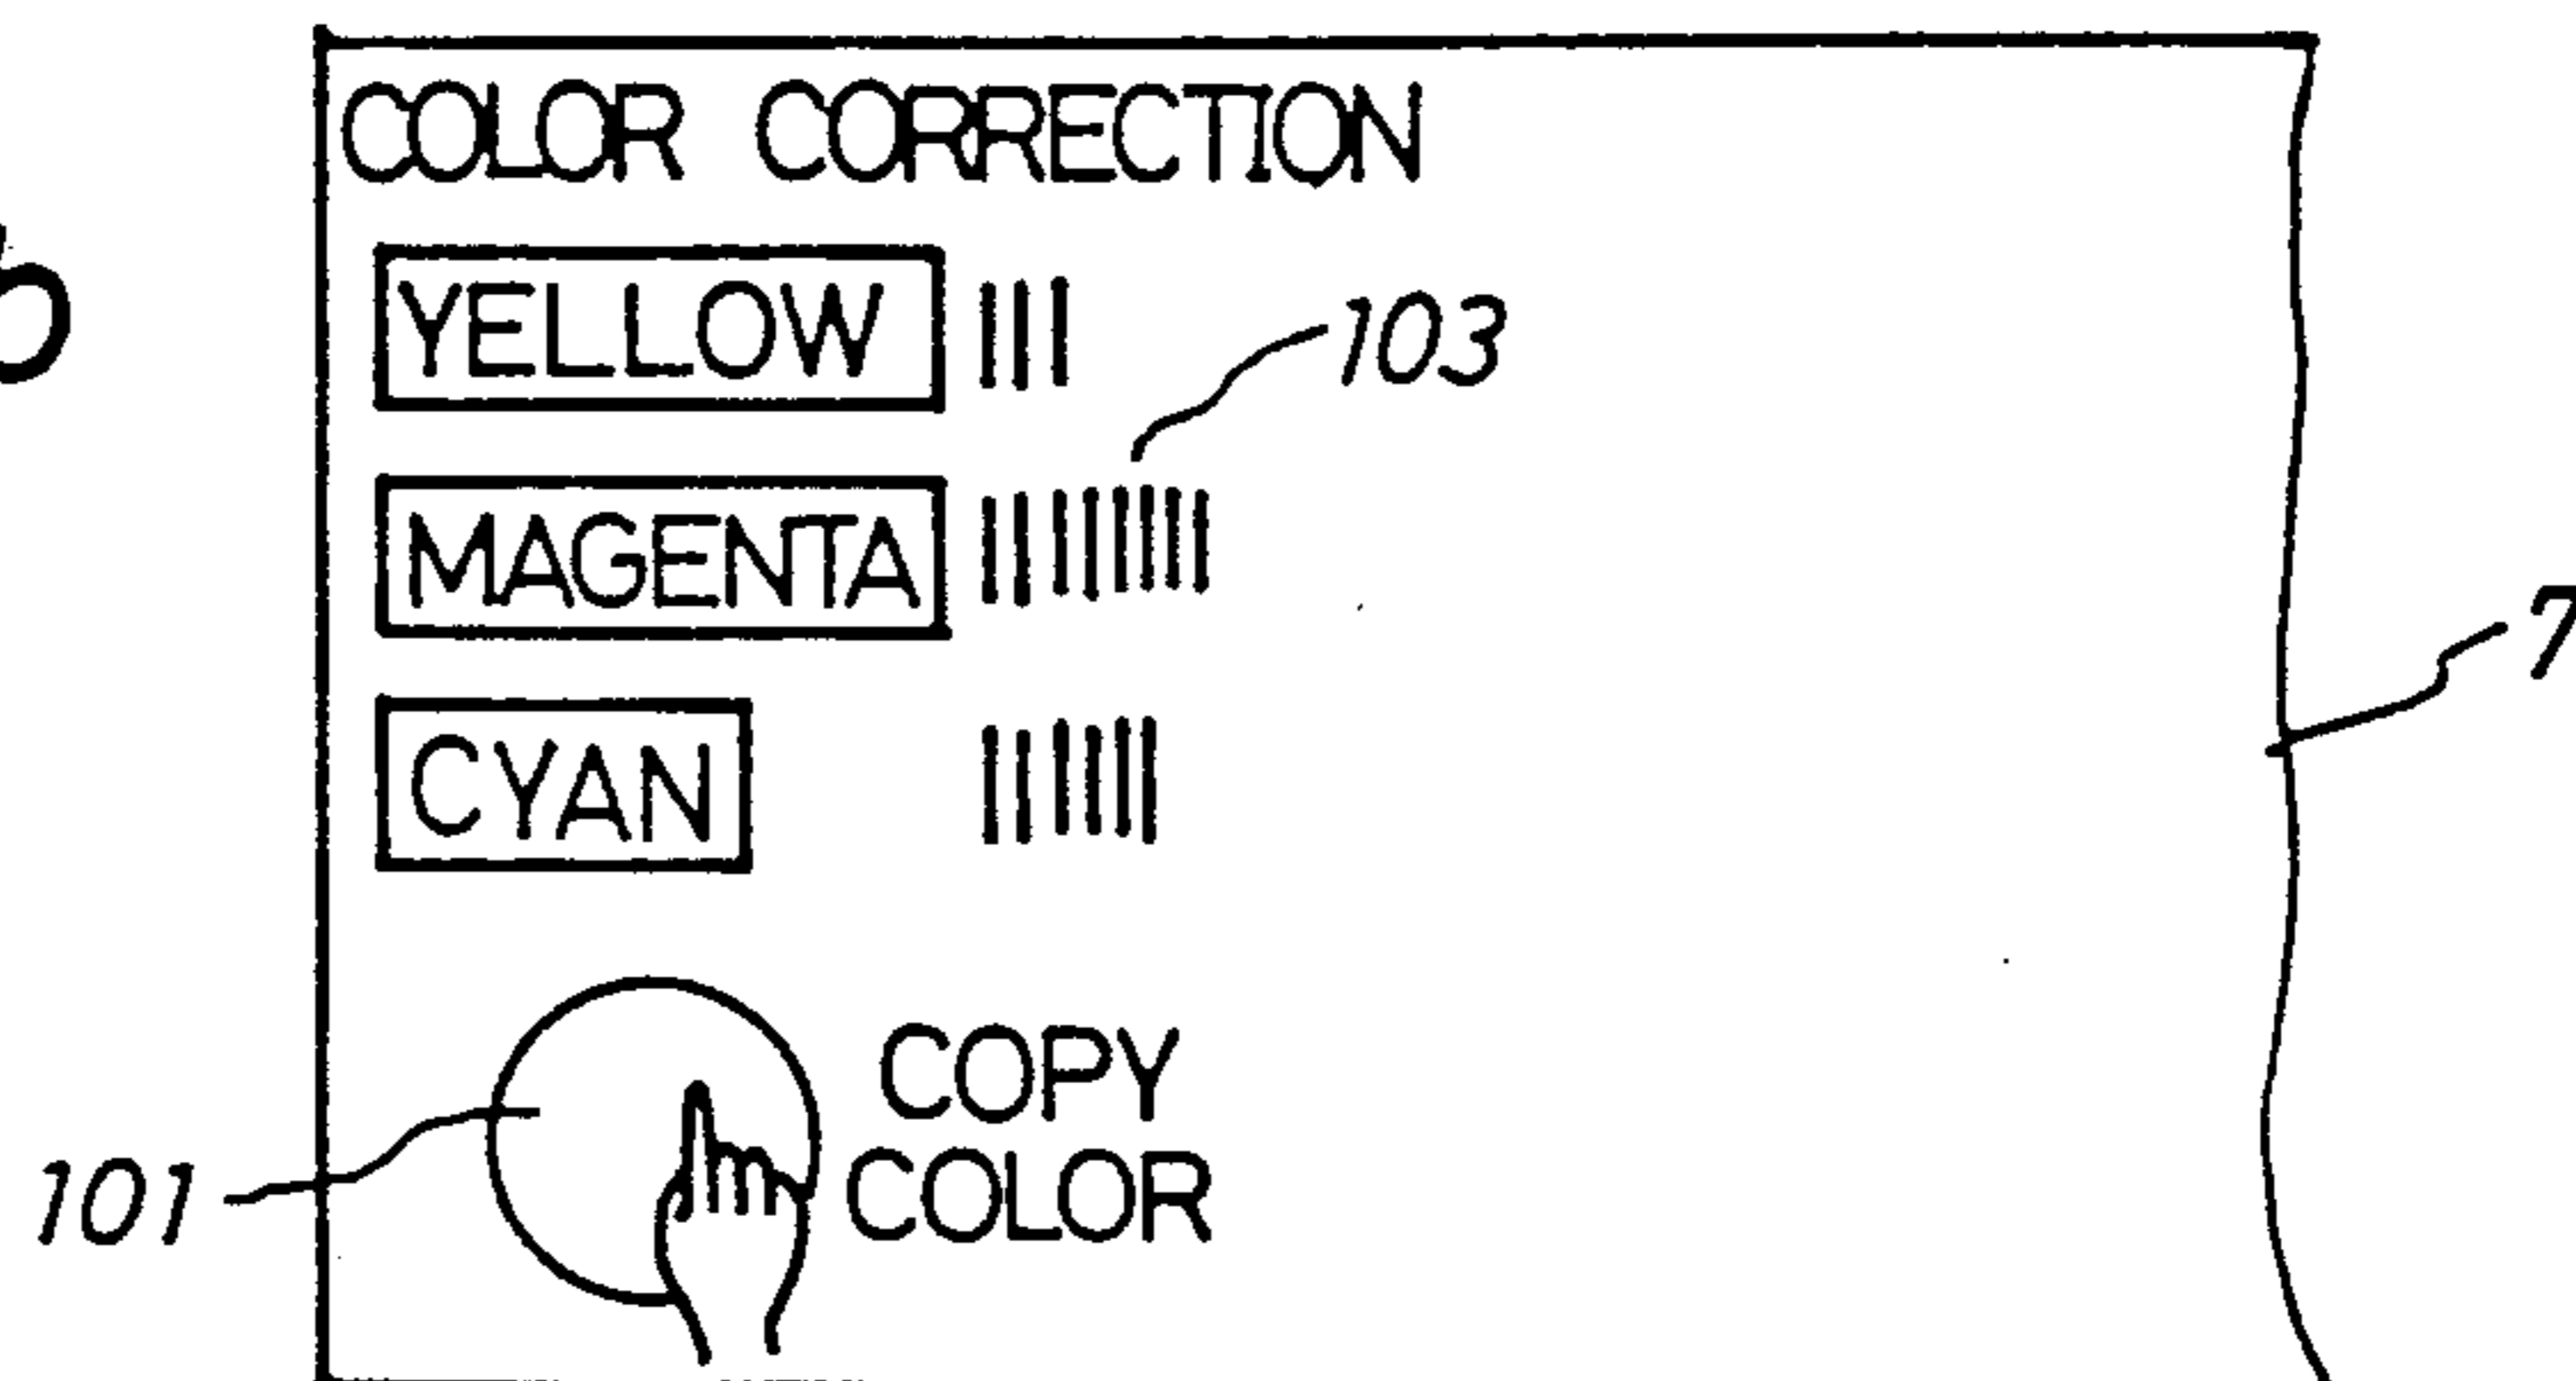 COLOR CORRECTION
YELLOW
103
MAGENTA
7
CYAN
COPY
COLOR
101